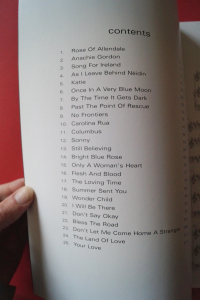 contents
1. Rose Of Allendale
2. Anachie Gordon
3. Song For Ireland
4. As I Leave Behind Neidin
5. Katie
6. Once In A Very Blue Moon
7. By The Time It Gets Dark
8. Past The Point Of Rescue
9. No Frontiers
10. Carolina Rua
11. Columbus
12. Sonny
13. Still Believing
14. Bright Blue Rose
15. Only A Woman's Heart
16. Flesh And Blood
17. The Loving Time
18. Summer Sent You
19. Wonder Child
20. I Will Be There
21. Don't Say Okay
22. Bless The Road
23. Don't Let Me Come Home A Stranger
24. The Land Of Love
25. Your Love